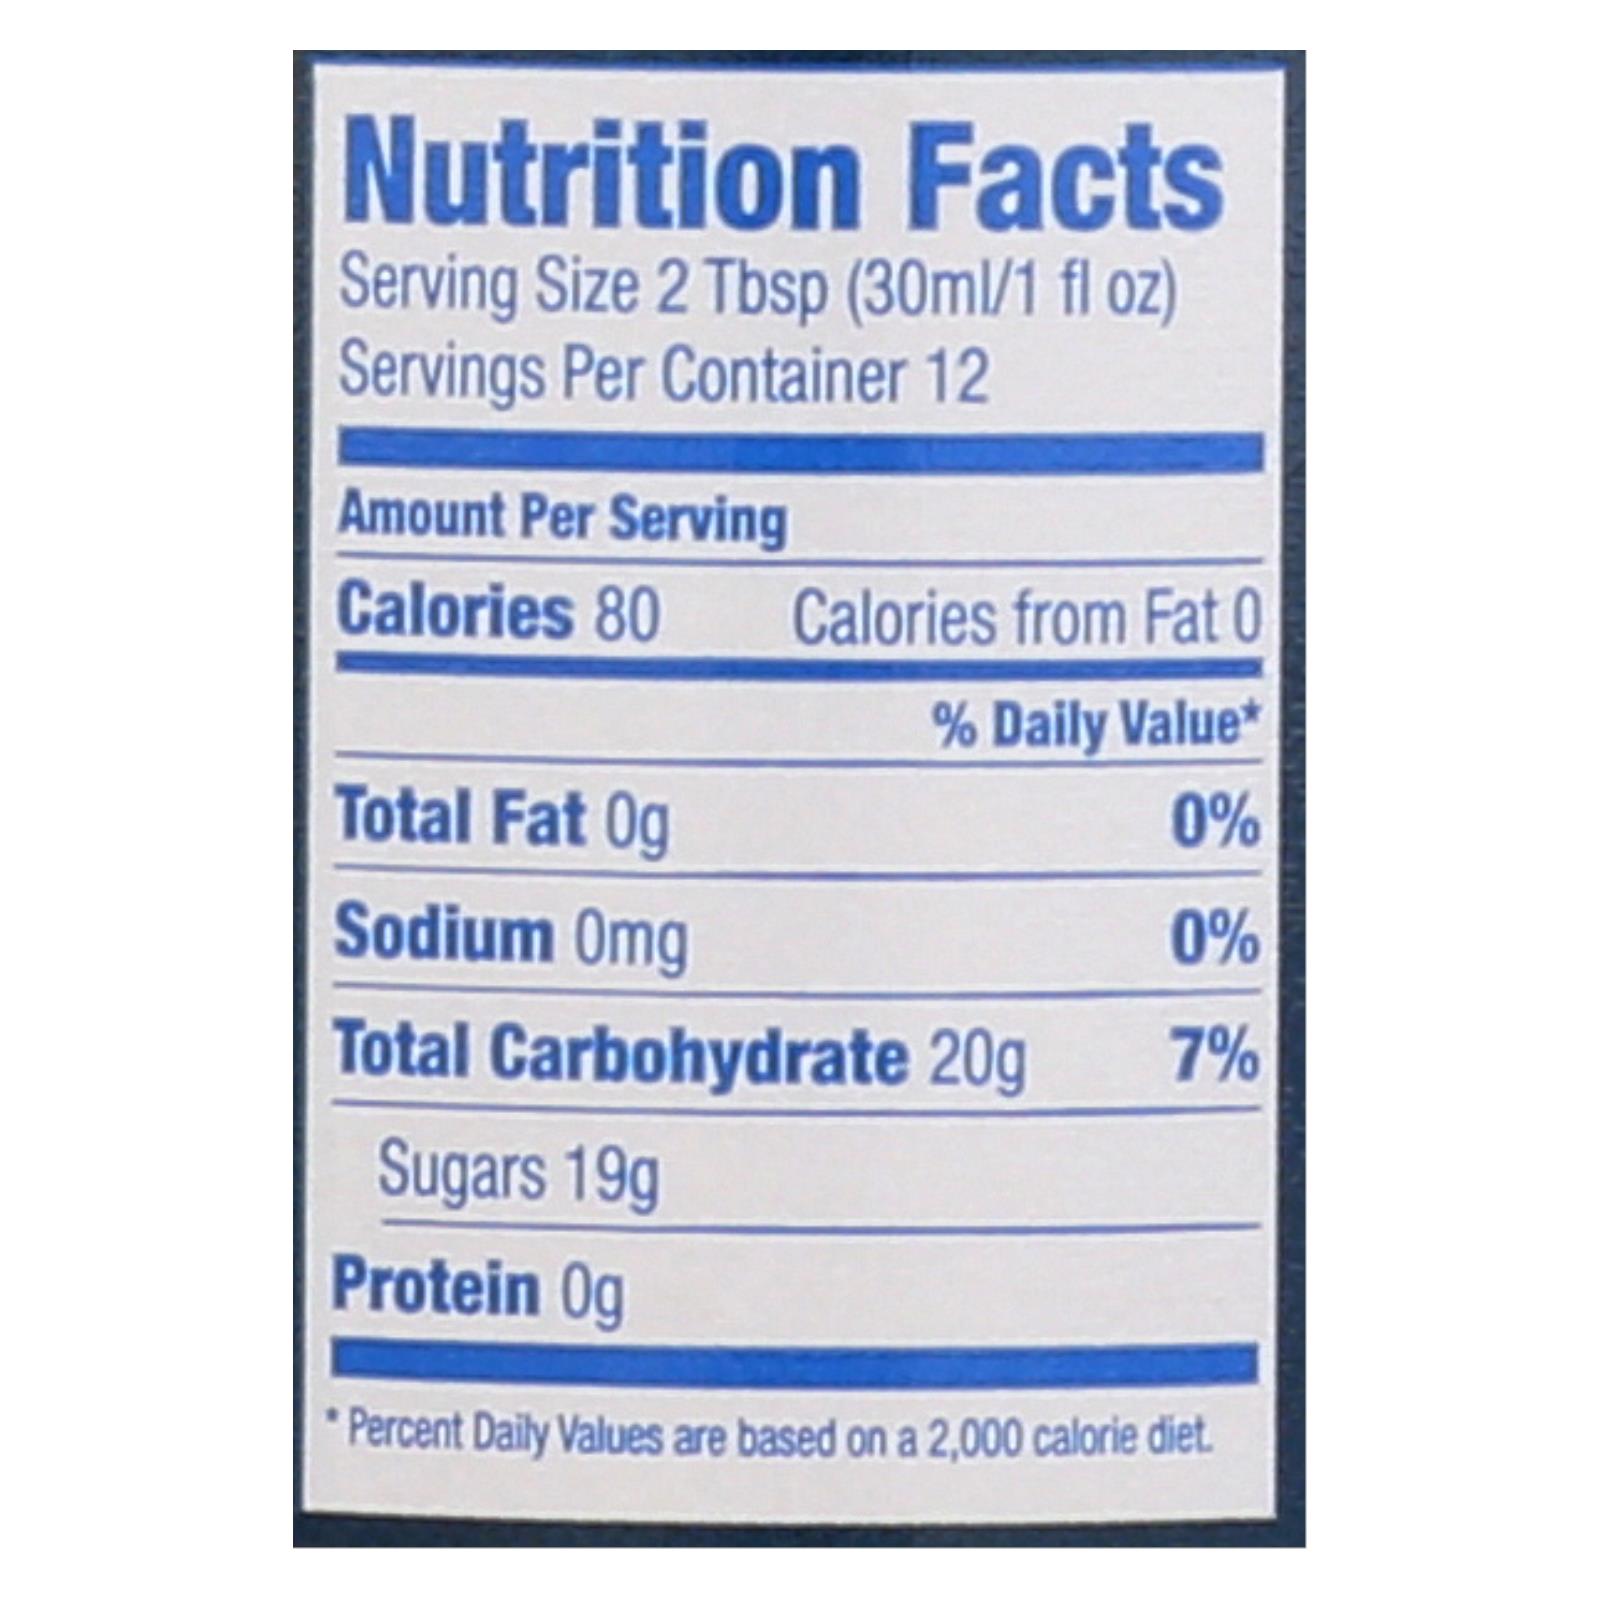 Nutrition Facts
Serving Size 2 Tbsp (30ml/1 fl oz)
Servings Per Container 12
Amount Per Serving
Calories 80 Calories from Fat 0
% Daily Value*
Total Fat 0g 0%
Sodium 0mg 0%
Total Carbohydrate 20g 7%
Sugars 19g
Protein 0g
* Percent Daily Values are based on a 2,000 calorie diet.